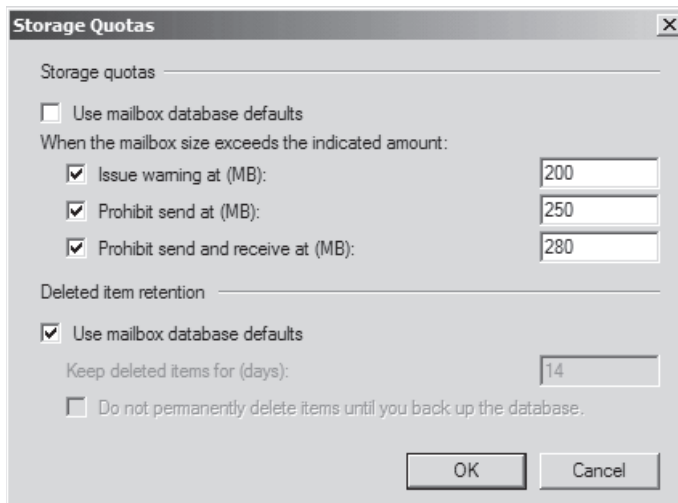 Storage Quotas
Storage quotas
Use mailbox database defaults
When the mailbox size exceeds the indicated amount:
Issue warning at (MB): 200
Prohibit send at (MB): 250
Prohibit send and receive at (MB): 280
Deleted item retention
Use mailbox database defaults
Keep deleted items for (days): 14
Do not permanently delete items until you back up the database.
OK Cancel